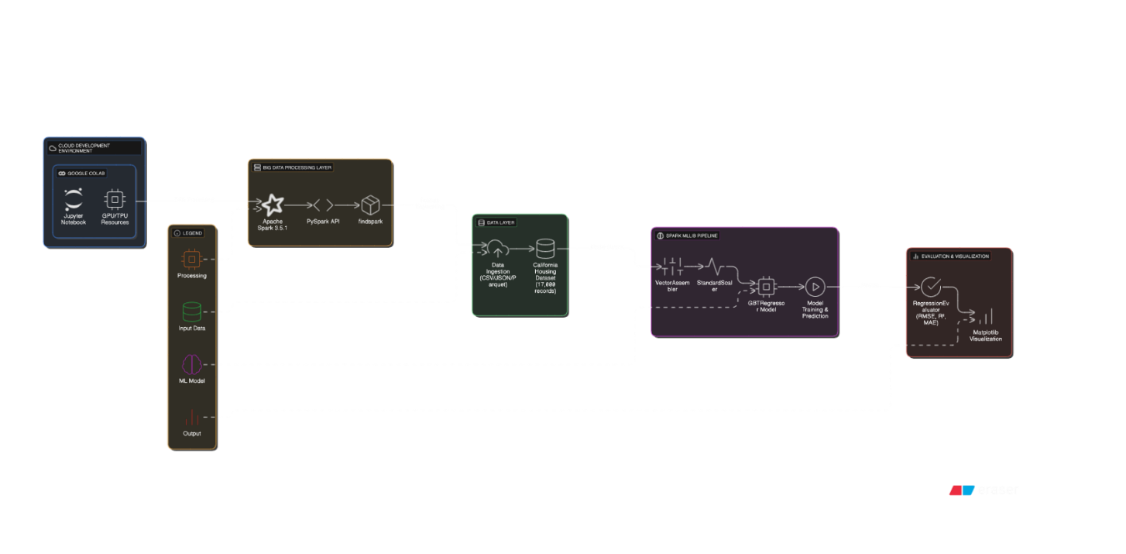 CLOUD DEVELOPMENT
ENVIRONMENT
GOOGLE COLAB
Jupyter
Notebook
GPU/TPU
Resources
LEGEND
Processing
Input Data
ML Model
Output
BIG DATA PROCESSING LAYER
Apache
Spark 3.5.1
PySpark API
findspark
DATA LAYER
Data
Ingestion
(CSV/JSON/P
arquet)
California
Housing
Dataset
(17,000
records)
SPARK MLLIB PIPELINE
VectorAssem
bler
StandardScal
er
GBTRegresso
r Model
Model
Training &
Prediction
EVALUATION & VISUALIZATION
RegressionEv
aluator
(RMSE, R²,
MAE)
Matplotlib
Visualization